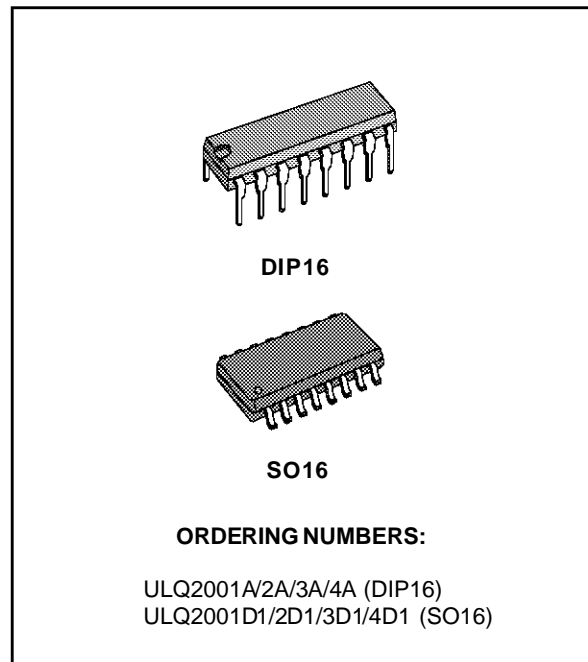 DIP16
SO16
ORDERING NUMBERS:
ULQ2001A/2A/3A/4A (DIP16)
ULQ2001D1/2D1/3D1/4D1 (SO16)